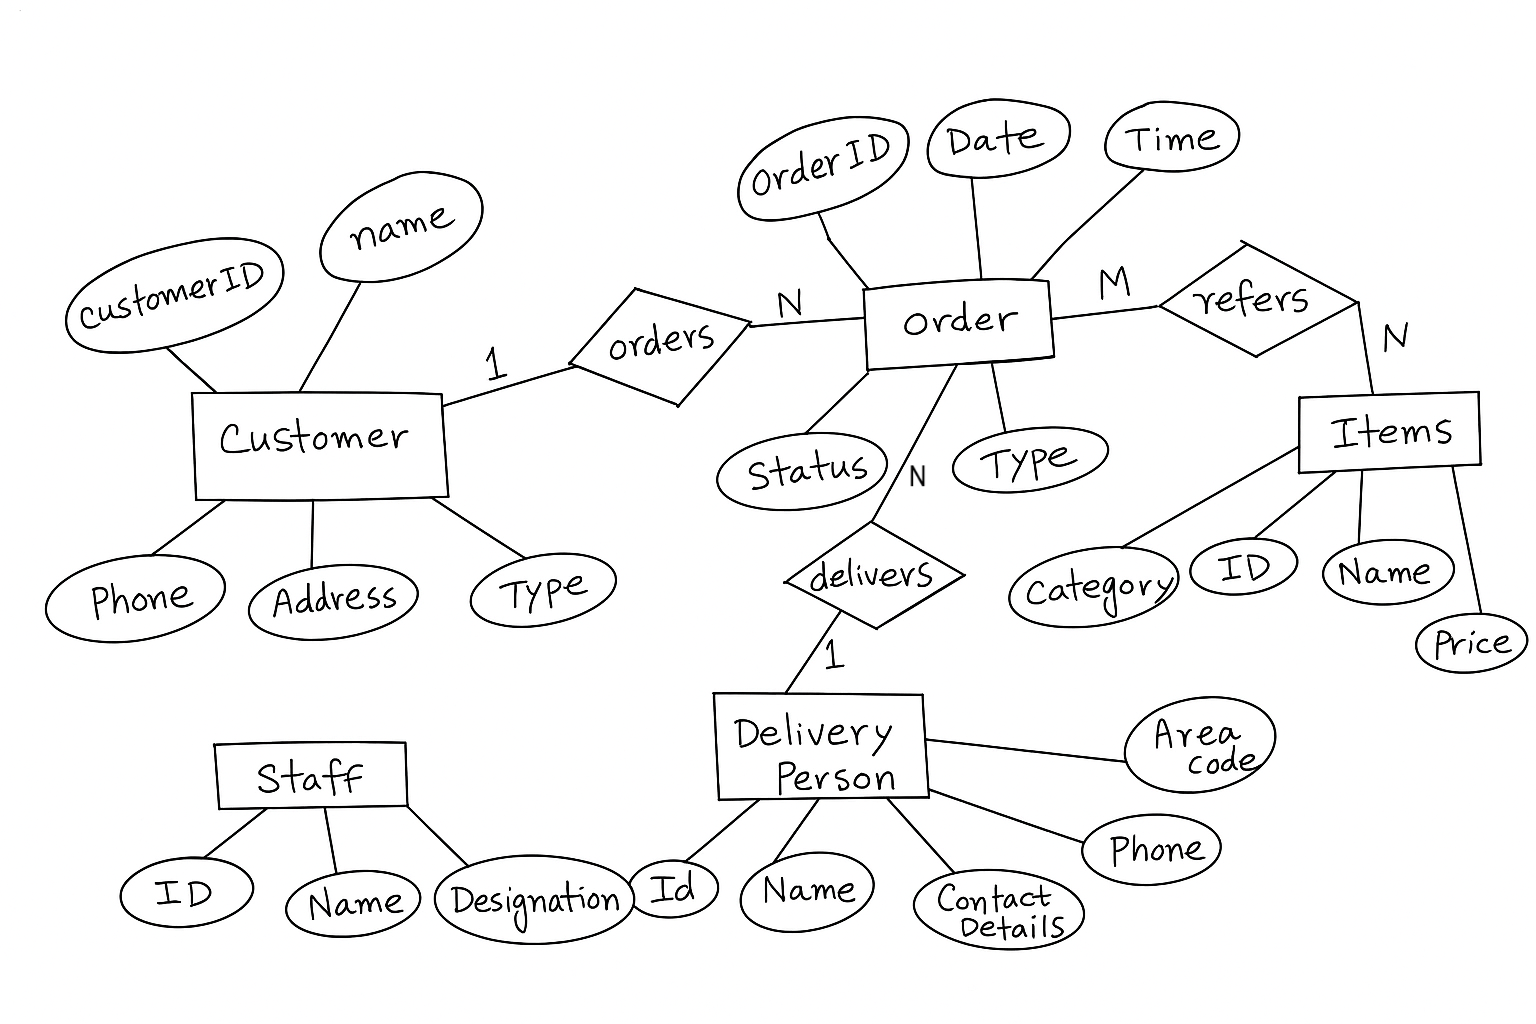 customerID
name
OrderID
Date
Time
Customer
1
orders
N
Order
M
refers
N
Items
Phone
Address
Type
Status
N
Type
delivers
1
Category
ID
Name
Price
Staff
ID
Name
Designation
Delivery
Person
Id
Name
Contact
Details
Phone
Area
code